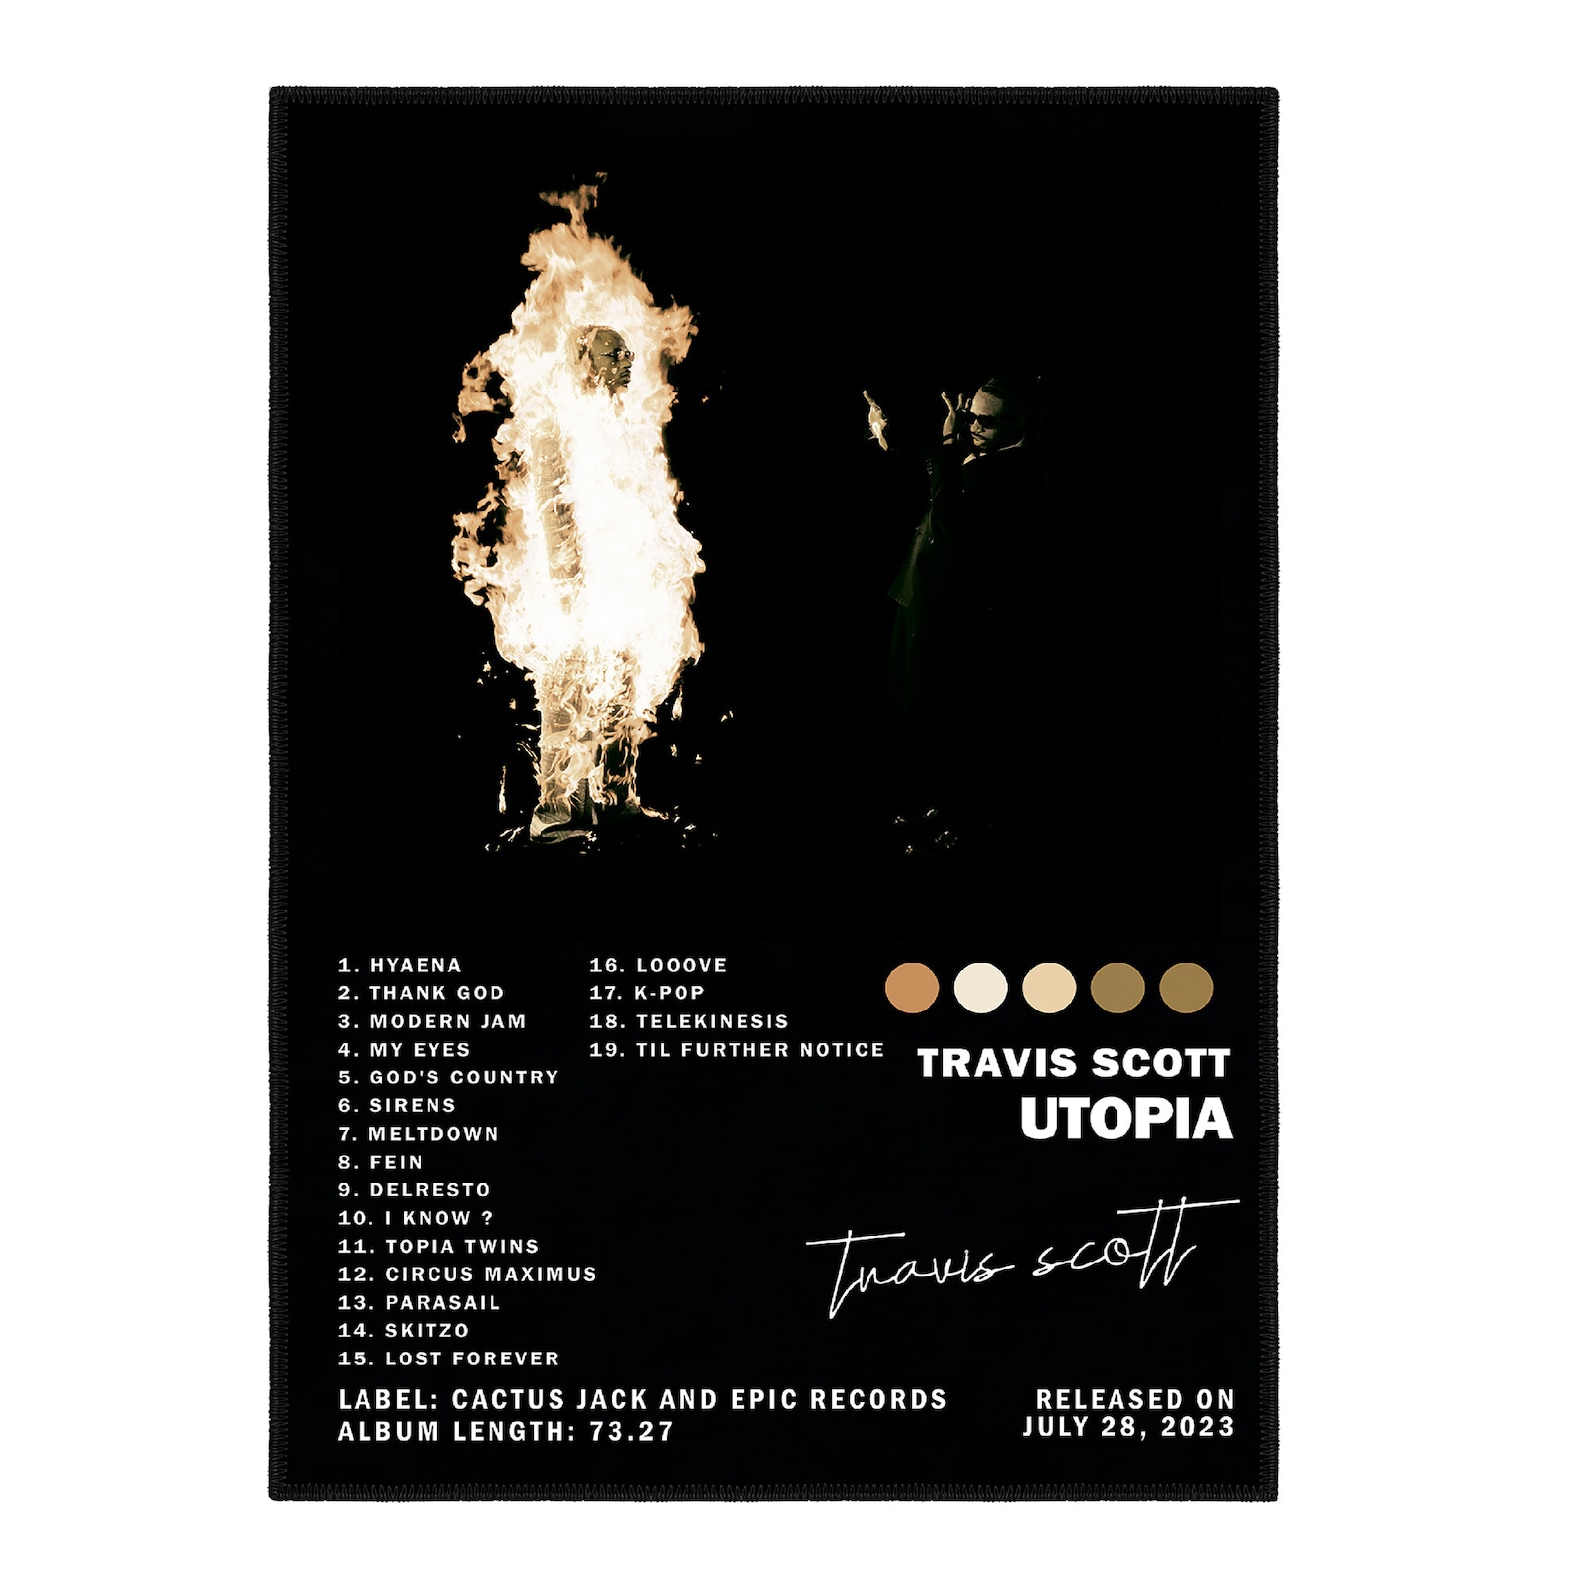 1. HYAENA
2. THANK GOD
3. MODERN JAM
4. MY EYES
5. GOD'S COUNTRY
6. SIRENS
7. MELTDOWN
8. FEIN
9. DELRESTO
10. I KNOW ?
11. TOPIA TWINS
12. CIRCUS MAXIMUS
13. PARASAIL
14. SKITZO
15. LOST FOREVER
16. LOOOVE
17. K-POP
18. TELEKINESIS
19. TIL FURTHER NOTICE
TRAVIS SCOTT
UTOPIA
travis scott
LABEL: CACTUS JACK AND EPIC RECORDS
ALBUM LENGTH: 73.27
RELEASED ON
JULY 28, 2023